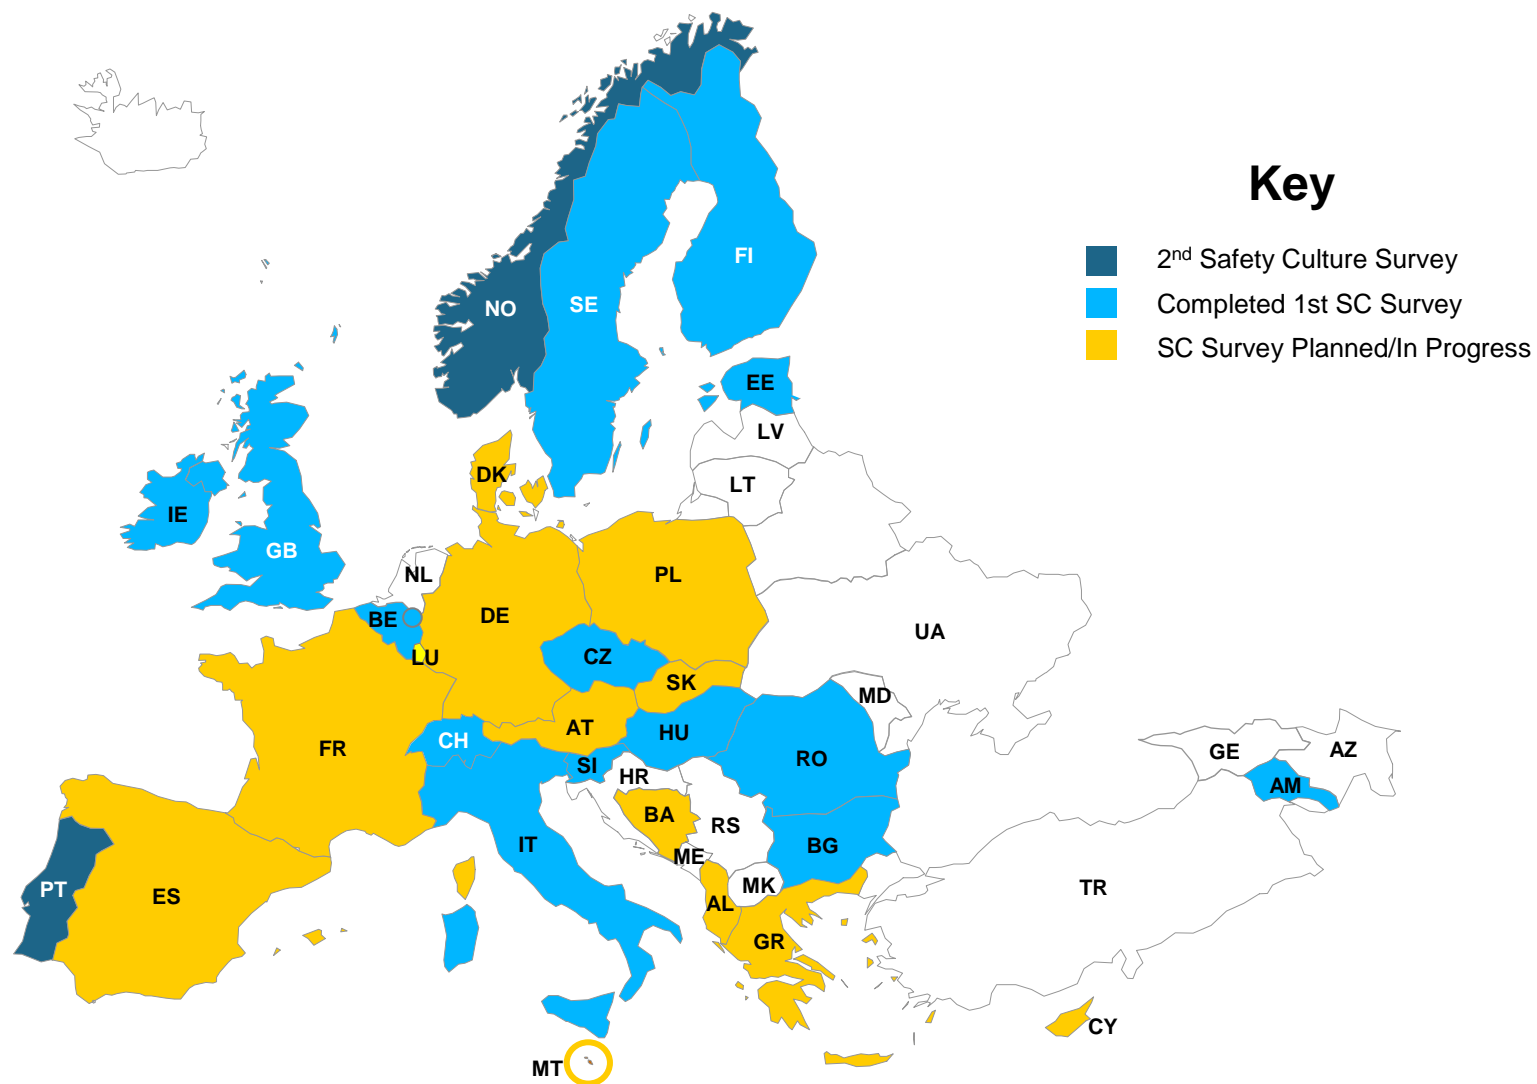 Key
2nd Safety Culture Survey
Completed 1st SC Survey
SC Survey Planned/In Progress
FI
NO
SE
EE
LV
DK
LT
IE
GB
NL
PL
DE
BE
UA
LU
CZ
SK
MD
AT
HU
CH
FR
GE
AZ
RO
SI
HR
AM
BA
RS
IT
BG
ME
MK
TR
PT
ES
AL
GR
CY
MT